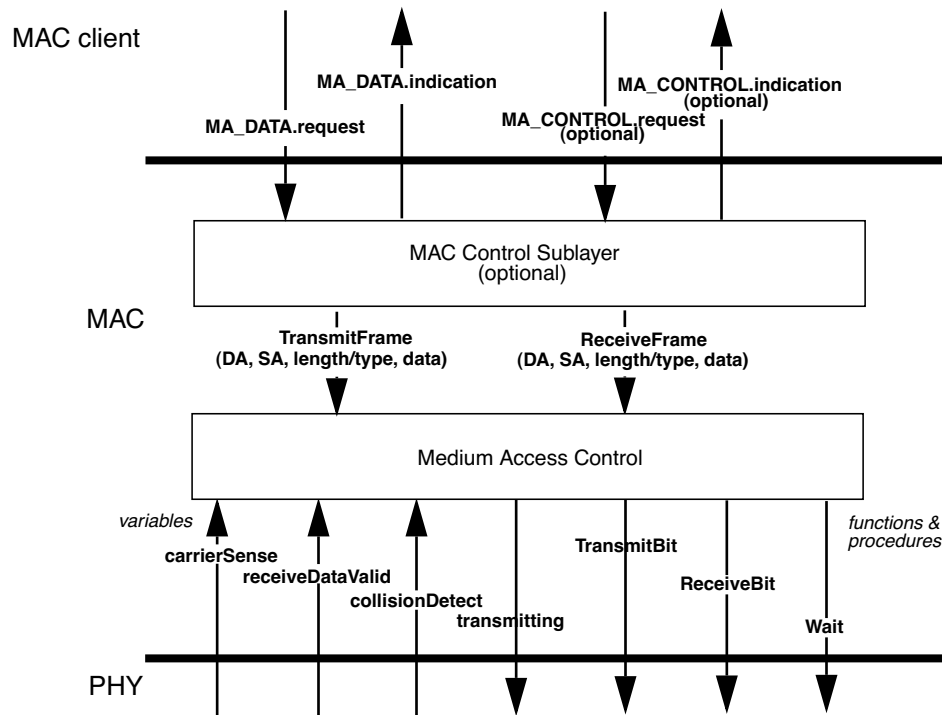 MAC client
MA_DATA.indication
MA_CONTROL.indication
(optional)
MA_DATA.request
MA_CONTROL.request
(optional)
MAC Control Sublayer
(optional)
MAC
TransmitFrame
(DA, SA, length/type, data)
ReceiveFrame
(DA, SA, length/type, data)
Medium Access Control
variables
functions &
procedures
carrierSense
receiveDataValid
collisionDetect
transmitting
TransmitBit
ReceiveBit
Wait
PHY